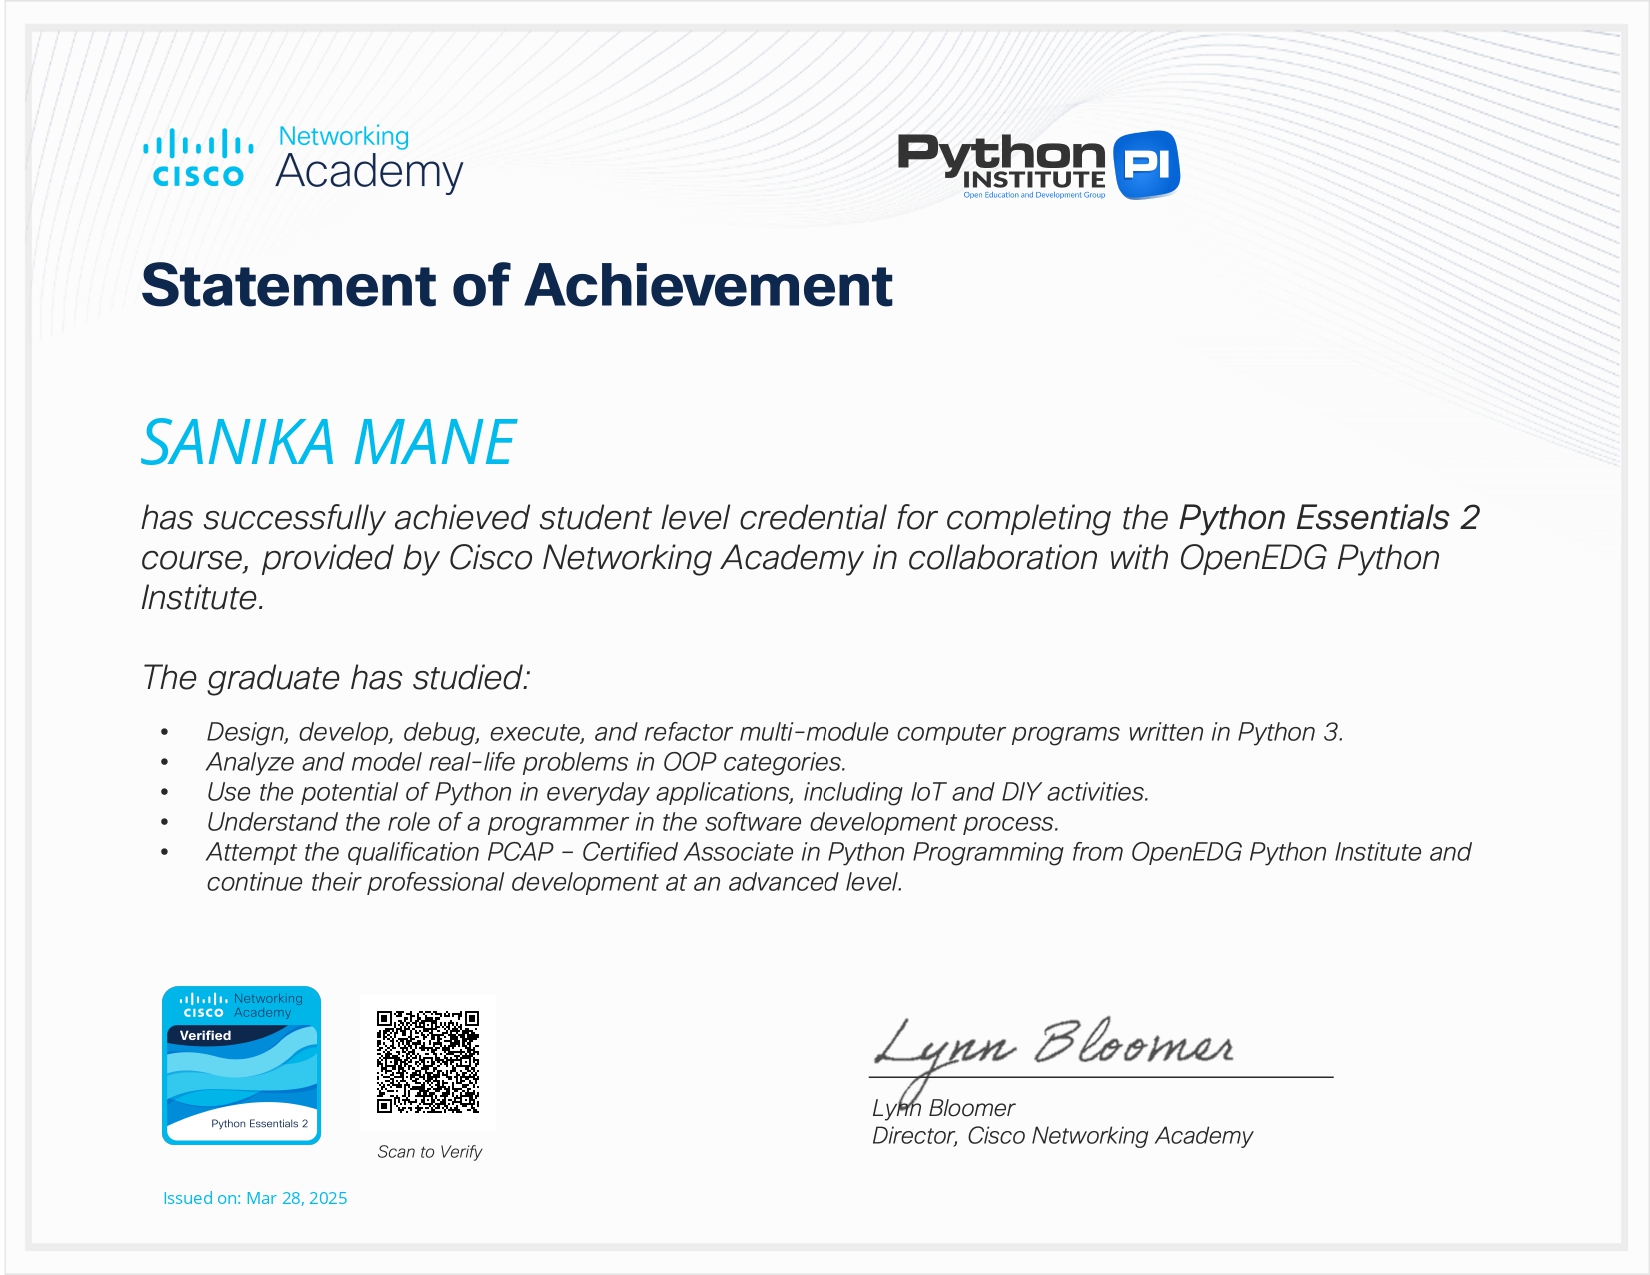 Networking
Academy
CISCO
Python
INSTITUTE
Open Education and Development Group
PI
Statement of Achievement
SANIKA MANE
has successfully achieved student level credential for completing the Python Essentials 2
course, provided by Cisco Networking Academy in collaboration with OpenEDG Python
Institute.
The graduate has studied:
• Design, develop, debug, execute, and refactor multi-module computer programs written in Python 3.
• Analyze and model real-life problems in OOP categories.
• Use the potential of Python in everyday applications, including IoT and DIY activities.
• Understand the role of a programmer in the software development process.
• Attempt the qualification PCAP – Certified Associate in Python Programming from OpenEDG Python Institute and
continue their professional development at an advanced level.
Networking
CISCO Academy
Verified
Python Essentials 2
Scan to Verify
Issued on: Mar 28, 2025
Lynn Bloomer
Lynn Bloomer
Director, Cisco Networking Academy